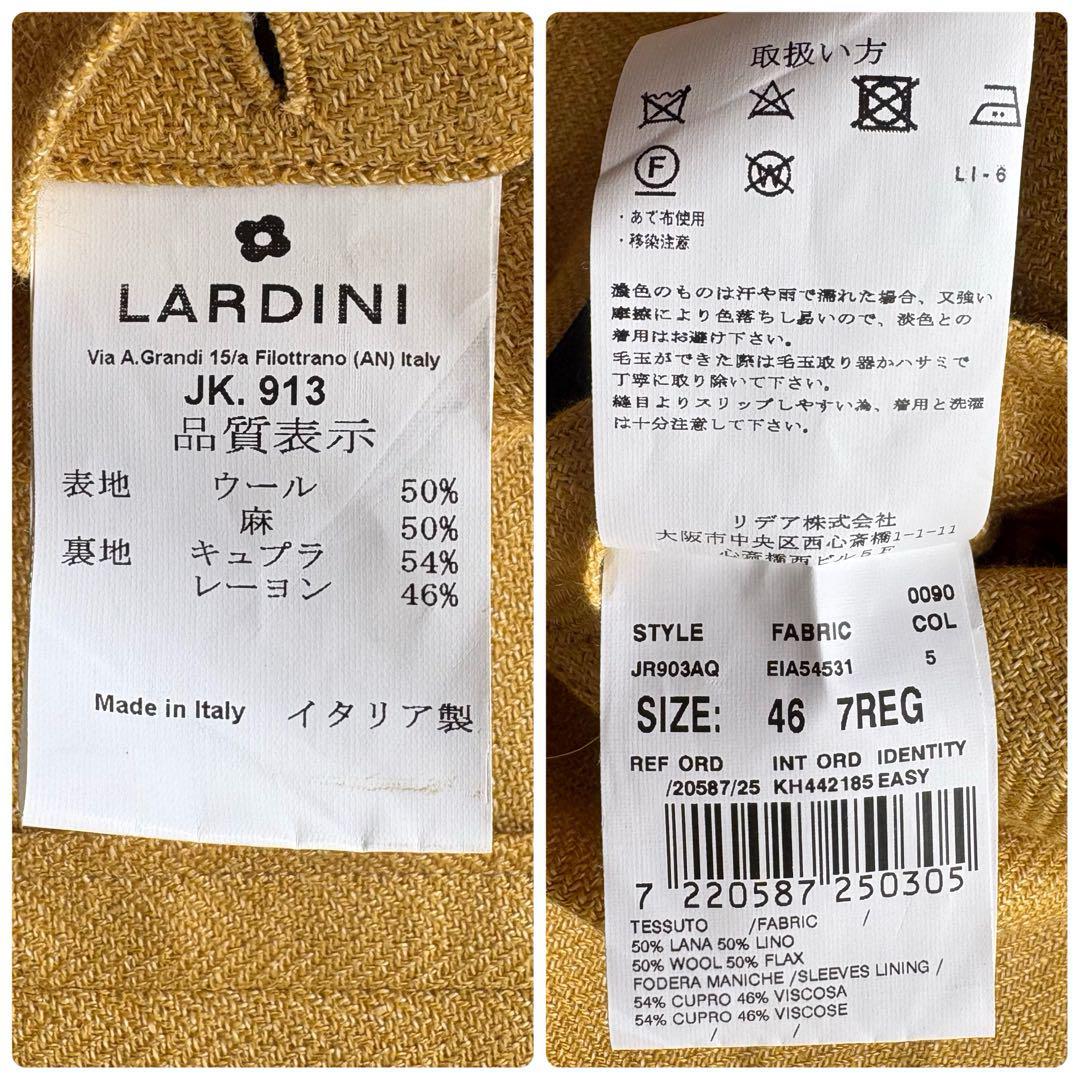 LARDINI
Via A.Grandi 15/a Filottrano (AN) Italy
JK. 913
品質表示
表地 ウール 50%
麻 50%
裏地 キュプラ 54%
レーヨン 46%
Made in Italy イタリア製
取扱い方
F
W
LI-6
・あて布使用
・移染注意
濃色のものは汗や雨で濡れた場合、又強い
摩擦により色落ちし易いので、淡色との
着用はお避け下さい。
毛玉ができた際は毛玉取り器かハサミで
丁寧に取り除いて下さい。
縫目よりスリップしやすい為、着用と洗濯
は十分注意して下さい。
リデア株式会社
大阪市中央区西心斎橋1-1-11
心斎橋西ビル5F
0090
STYLE FABRIC COL
JR903AQ EIA54531 5
SIZE: 46 7REG
REF ORD INT ORD IDENTITY
/20587/25 KH442185 EASY
7 220587 250305
TESSUTO /FABRIC /
50% LANA 50% LINO
50% WOOL 50% FLAX
FODERA MANICHE /SLEEVES LINING /
54% CUPRO 46% VISCOSA
54% CUPRO 46% VISCOSE
/ /